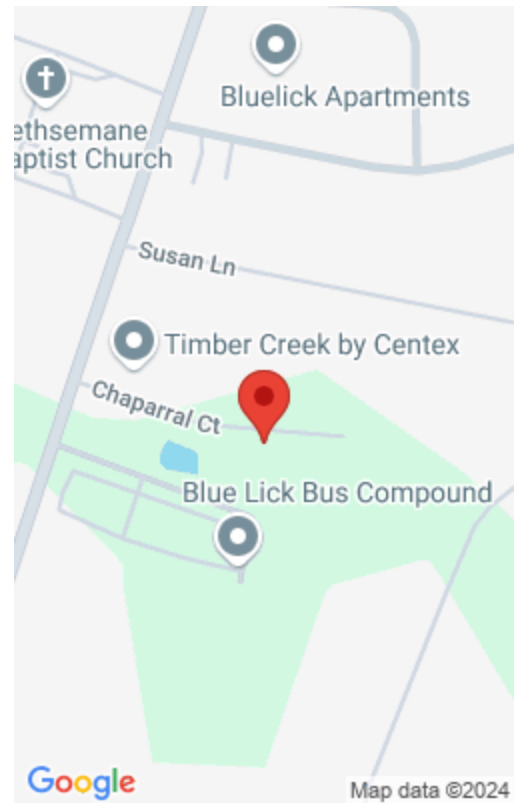 Bluelick Apartments
ethsemane
aptist Church
Susan Ln
Timber Creek by Centex
Chaparral Ct
Blue Lick Bus Compound
Google
Map data ©2024